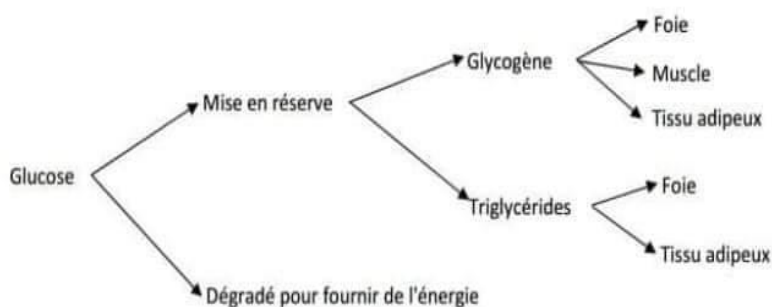 Foie
Glycogène
Muscle
Mise en réserve
Tissu adipeux
Glucose
Foie
Triglycérides
Tissu adipeux
Dégradé pour fournir de l'énergie